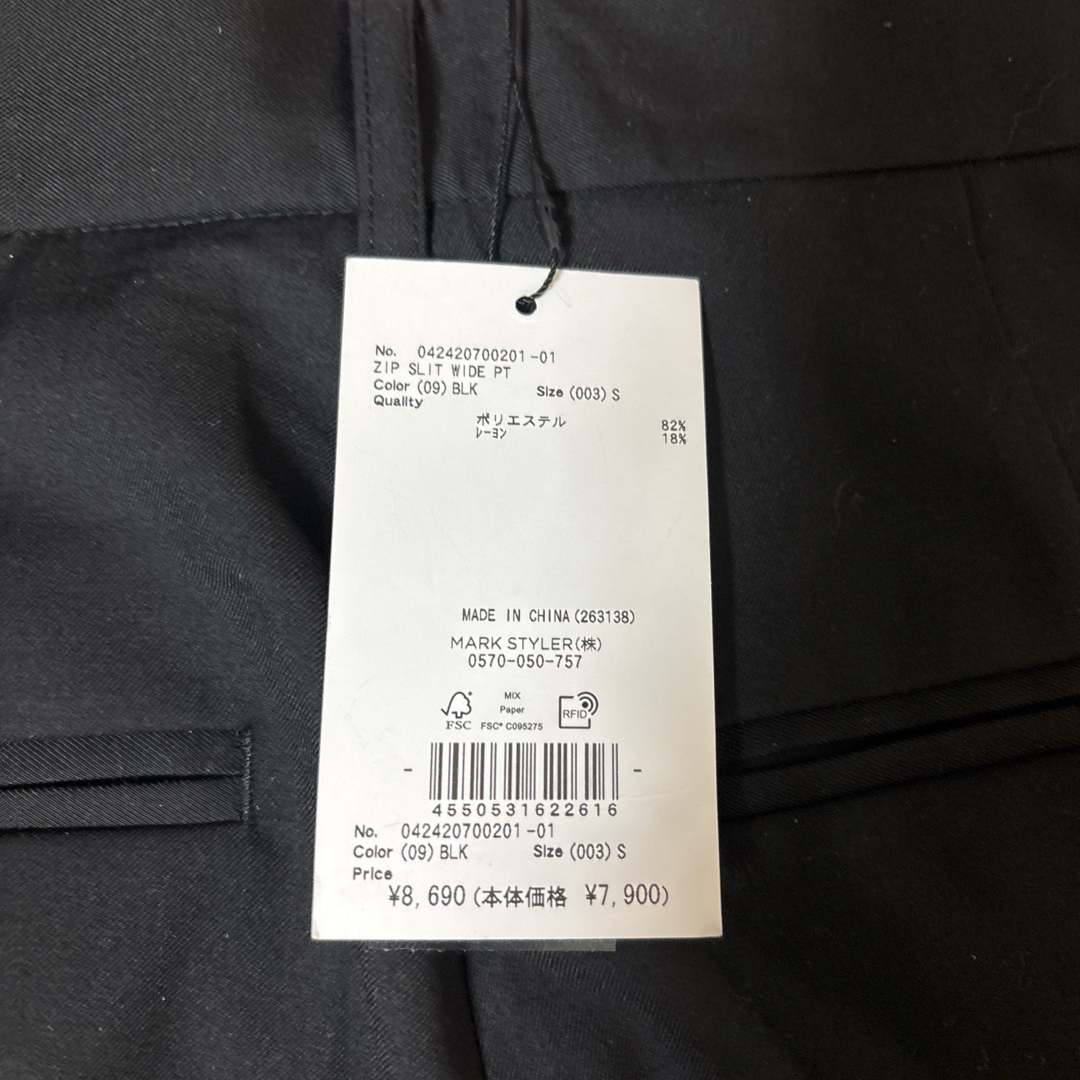 No. 042420700201-01
ZIP SLIT WIDE PT
Color (09) BLK Size (003) S
Quality
ポリエステル 82%
ﾚｰﾖﾝ 18%
MADE IN CHINA (263138)
MARK STYLER(株)
0570-050-757
FSC
MIX
Paper
FSC® C095275
RFID
4550531622616
No. 042420700201-01
Color (09) BLK Size (003) S
Price
¥8,690 (本体価格 ¥7,900)